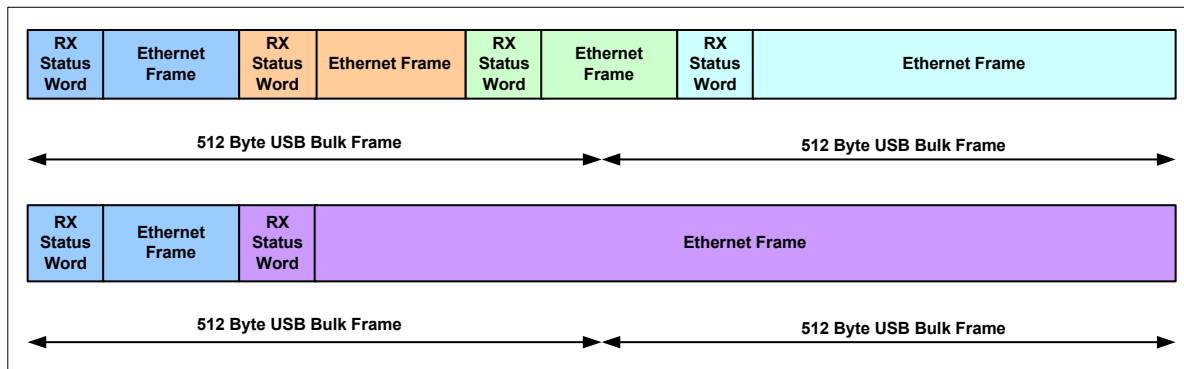 RX
Status
Word
Ethernet
Frame
RX
Status
Word
Ethernet Frame
RX
Status
Word
Ethernet
Frame
RX
Status
Word
Ethernet Frame
512 Byte USB Bulk Frame
512 Byte USB Bulk Frame
RX
Status
Word
Ethernet
Frame
RX
Status
Word
Ethernet Frame
512 Byte USB Bulk Frame
512 Byte USB Bulk Frame